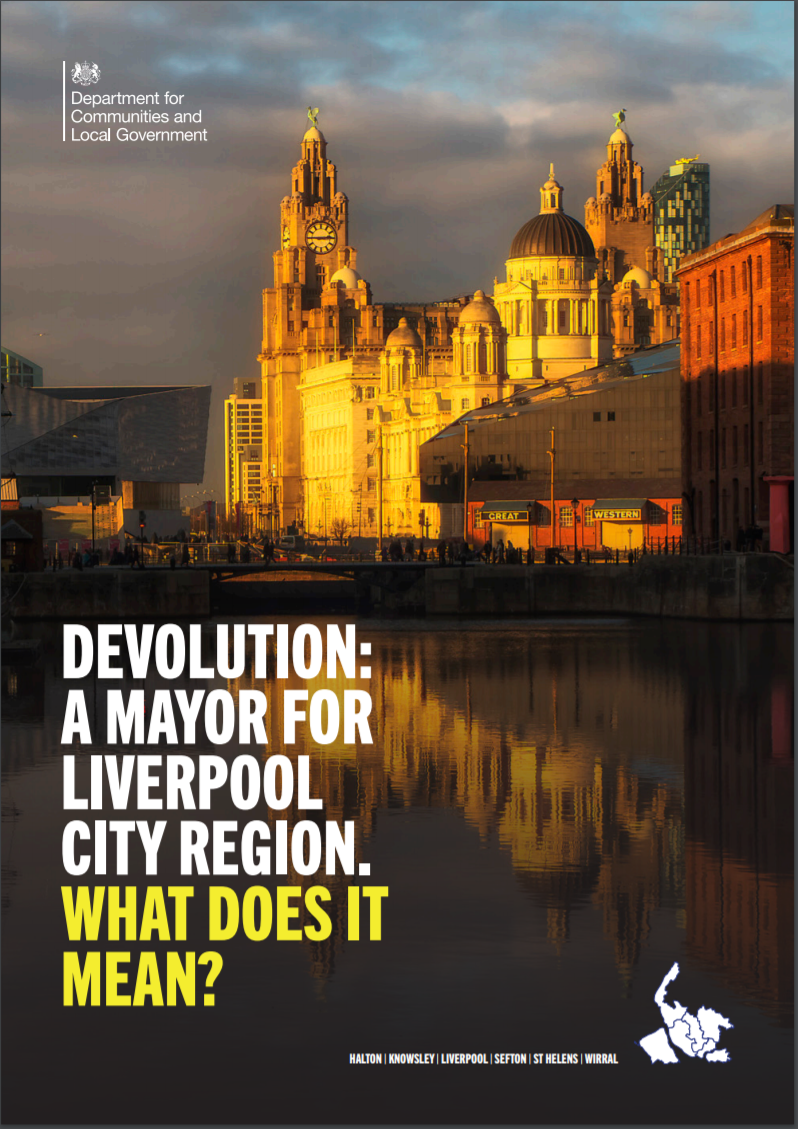 Department for
Communities and
Local Government
GREAT
WESTERN
DEVOLUTION:
A MAYOR FOR
LIVERPOOL
CITY REGION.
WHAT DOES IT
MEAN?
HALTON | KNOWSLEY | LIVERPOOL | SEFTON | ST HELENS | WIRRAL